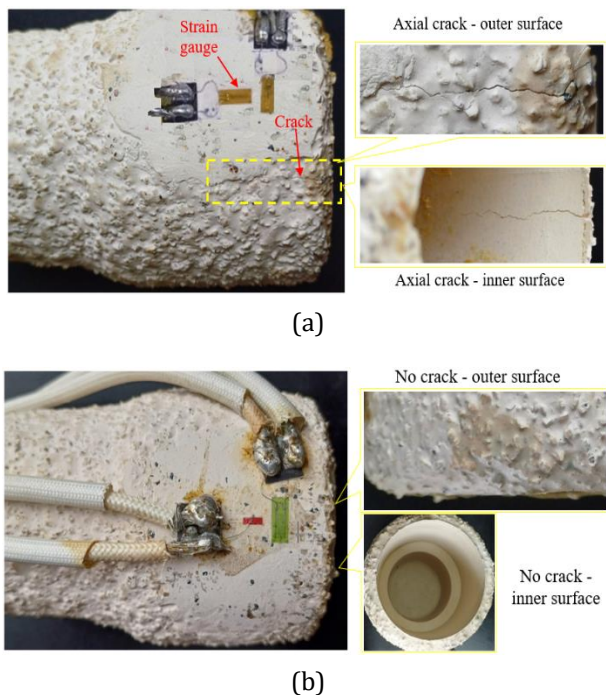 Axial crack - outer surface
Strain
gauge
Crack
Axial crack - inner surface
(a)
No crack - outer surface
No crack -
inner surface
(b)